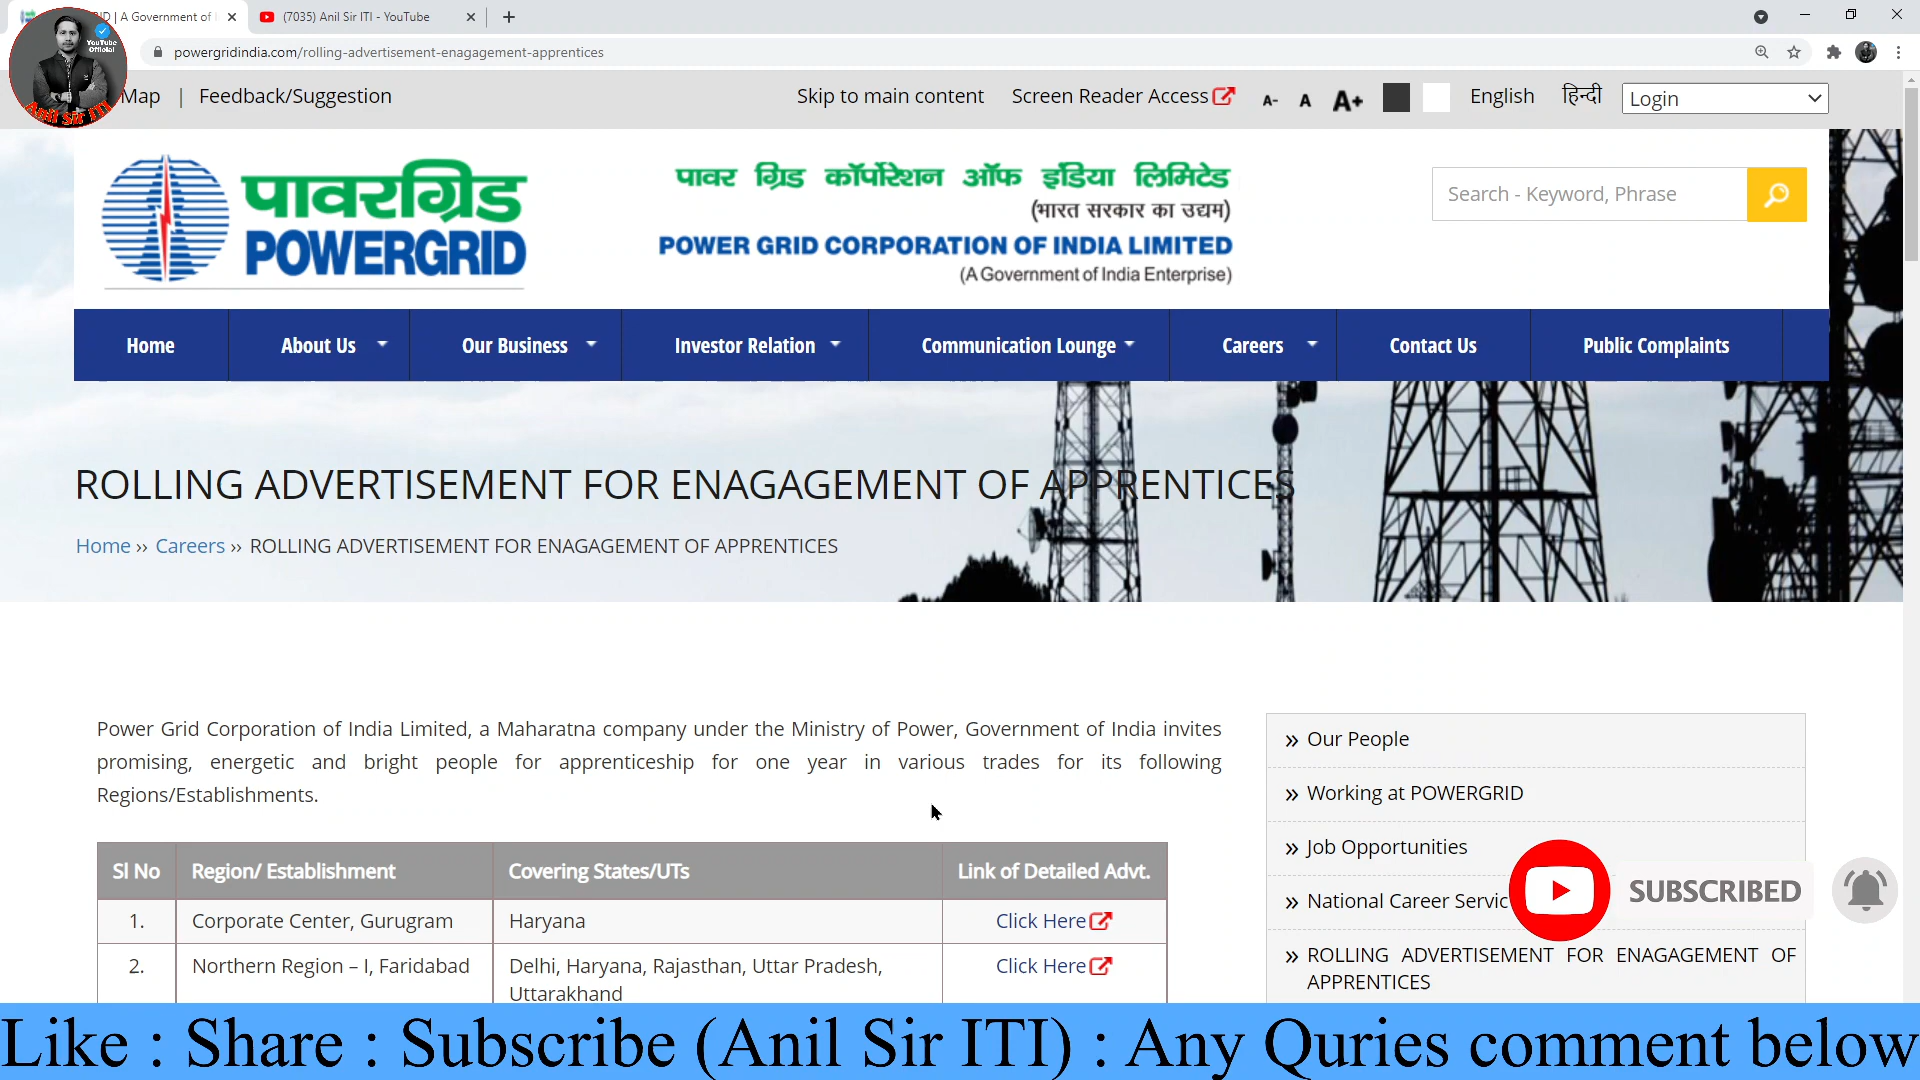 ID | A Government of I
(7035) Anil Sir ITI - YouTube
YouTube
Official
Anil Sir ITI
powergridindia.com/rolling-advertisement-enagagement-apprentices
Map | Feedback/Suggestion
Skip to main content
Screen Reader Access
A-
A
A+
English
हिन्दी
Login
पावरग्रिड
POWERGRID
पावर ग्रिड कॉर्पोरेशन ऑफ इंडिया लिमिटेड
(भारत सरकार का उद्यम)
POWER GRID CORPORATION OF INDIA LIMITED
(A Government of India Enterprise)
Search - Keyword, Phrase
Home
About Us
Our Business
Investor Relation
Communication Lounge
Careers
Contact Us
Public Complaints
ROLLING ADVERTISEMENT FOR ENAGAGEMENT OF APPRENTICES
Home ›› Careers ›› ROLLING ADVERTISEMENT FOR ENAGAGEMENT OF APPRENTICES
Power Grid Corporation of India Limited, a Maharatna company under the Ministry of Power, Government of India invites
promising, energetic and bright people for apprenticeship for one year in various trades for its following
Regions/Establishments.
Sl No Region/ Establishment Covering States/UTs Link of Detailed Advt.
1. Corporate Center, Gurugram Haryana Click Here
2. Northern Region – I, Faridabad Delhi, Haryana, Rajasthan, Uttar Pradesh, Click Here
Uttarakhand
» Our People
» Working at POWERGRID
» Job Opportunities
» National Career Servic
» ROLLING ADVERTISEMENT FOR ENAGAGEMENT OF
APPRENTICES
SUBSCRIBED
Like : Share : Subscribe (Anil Sir ITI) : Any Quries comment below